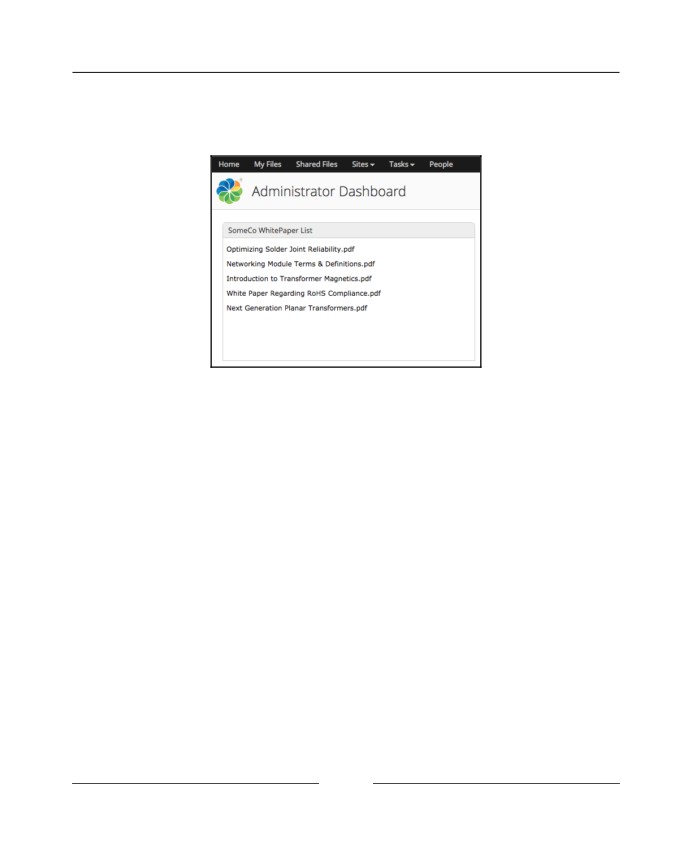 Home My Files Shared Files Sites Tasks People
Administrator Dashboard
SomeCo WhitePaper List
Optimizing Solder Joint Reliability.pdf
Networking Module Terms & Definitions.pdf
Introduction to Transformer Magnetics.pdf
White Paper Regarding RoHS Compliance.pdf
Next Generation Planar Transformers.pdf